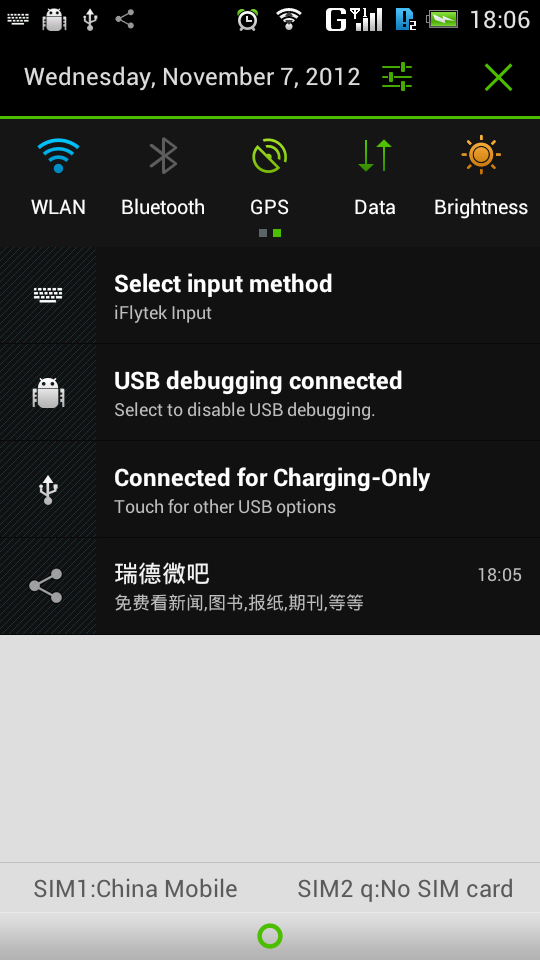 G 1 2 18:06
Wednesday, November 7, 2012
WLAN Bluetooth GPS Data Brightness
Select input method
iFlytek Input
USB debugging connected
Select to disable USB debugging.
Connected for Charging-Only
Touch for other USB options
瑞德微吧 18:05
免费看新闻,图书,报纸,期刊,等等
SIM1:China Mobile SIM2 q:No SIM card